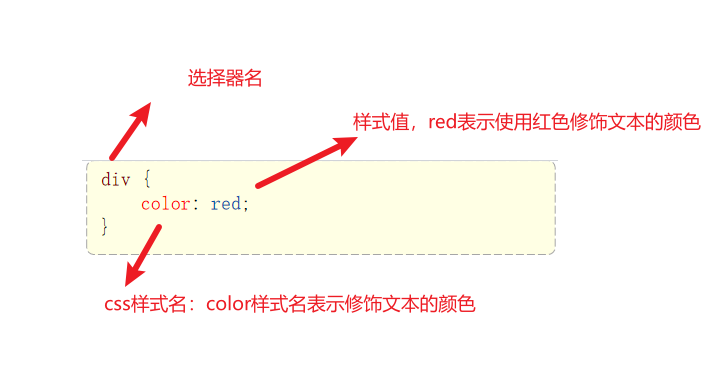 选择器名
样式值，red表示使用红色修饰文本的颜色
div {
    color: red;
}
css样式名：color样式名表示修饰文本的颜色